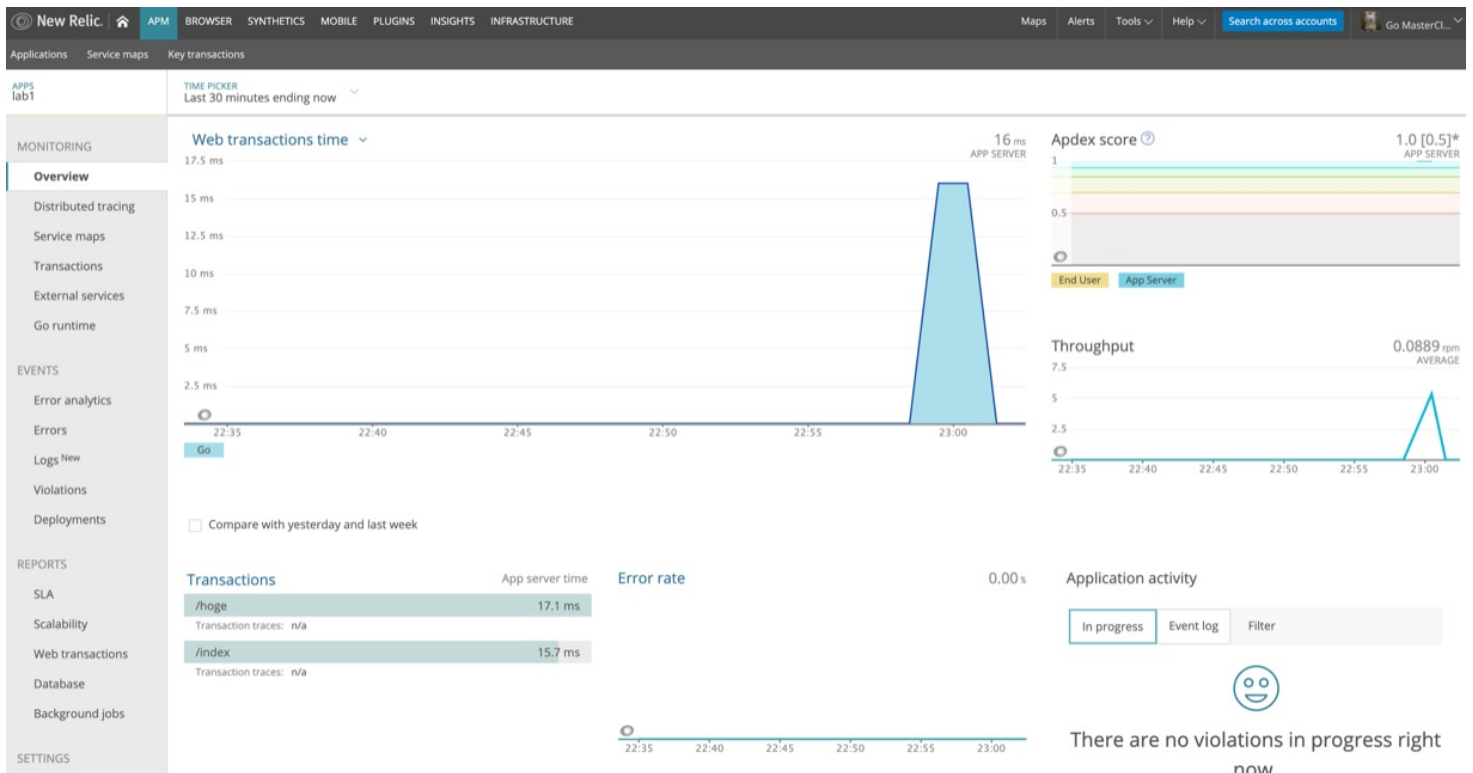 New Relic. APM BROWSER SYNTHETICS MOBILE PLUGINS INSIGHTS INFRASTRUCTURE Maps Alerts Tools Help Search across accounts Go MasterCl...
Applications Service maps Key transactions
APPS
lab1
TIME PICKER
Last 30 minutes ending now
MONITORING
Overview
Distributed tracing
Service maps
Transactions
External services
Go runtime
EVENTS
Error analytics
Errors
Logs New
Violations
Deployments
REPORTS
SLA
Scalability
Web transactions
Database
Background jobs
SETTINGS
Web transactions time
16 ms
APP SERVER
17.5 ms
15 ms
12.5 ms
10 ms
7.5 ms
5 ms
2.5 ms
22:35 22:40 22:45 22:50 22:55 23:00
Go
Compare with yesterday and last week
Apdex score ?
1.0 [0.5]*
APP SERVER
1
0.5
End User App Server
Throughput
0.0889 rpm
AVERAGE
7.5
5
2.5
22:35 22:40 22:45 22:50 22:55 23:00
Transactions App server time
/hoge 17.1 ms
Transaction traces: n/a
/index 15.7 ms
Transaction traces: n/a
Error rate 0.00 %
22:35 22:40 22:45 22:50 22:55 23:00
Application activity
In progress Event log Filter
There are no violations in progress right
now